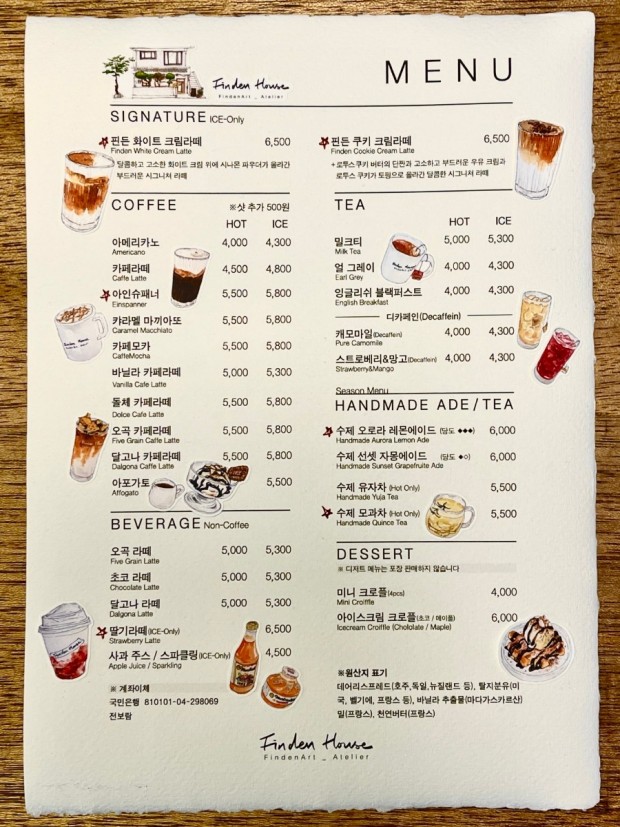 Finden House
FindenArt _ Atelier
MENU
SIGNATURE ICE-Only
핀든 화이트 크림라떼 6,500
Finden White Cream Latte
달콤하고 고소한 화이트 크림 위에 시나몬 파우더가 올라간
부드러운 시그니처 라떼
핀든 쿠키 크림라떼 6,500
Finden Cookie Cream Latte
+로투스쿠키 버터의 단짠과 고소하고 부드러운 우유 크림과
로투스 쿠키가 토핑으로 올라간 달콤한 시그니처 라떼
COFFEE ※샷 추가 500원
HOT ICE
아메리카노 4,000 4,300
Americano
카페라떼 4,500 4,800
Caffe Latte
아인슈패너 5,500 5,800
Einspanner
카라멜 마끼아또 5,500 5,800
Caramel Macchiato
카페모카 5,500 5,800
CaffeMocha
바닐라 카페라떼 5,000 5,300
Vanilla Cafe Latte
돌체 카페라떼 5,500 5,800
Dolce Cafe Latte
오곡 카페라떼 5,500 5,800
Five Grain Caffe Latte
달고나 카페라떼 5,500 5,800
Dalgona Caffe Latte
아포가토 5,500
Affogato
BEVERAGE Non-Coffee
오곡 라떼 5,000 5,300
Five Grain Latte
초코 라떼 5,000 5,300
Chocolate Latte
달고나 라떼 5,000 5,300
Dalgona Latte
딸기라떼(ICE-Only) 6,500
Strawberry Latte
사과 주스 / 스파클링(ICE-Only) 4,500
Apple Juice / Sparkling
※ 계좌이체
국민은행 810101-04-298069
전보람
TEA
HOT ICE
밀크티 5,000 5,300
Milk Tea
얼 그레이 4,000 4,300
Earl Grey
잉글리쉬 블랙퍼스트 4,000 4,300
English Breakfast
디카페인(Decaffein)
캐모마일(Decaffein) 4,000 4,300
Pure Camomile
스트로베리&망고(Decaffein) 4,000 4,300
Strawberry&Mango
Season Menu
HANDMADE ADE / TEA
수제 오로라 레몬에이드 (당도 ◆◆◆) 6,000
Handmade Aurora Lemon Ade
수제 선셋 자몽에이드 (당도 ◆◇) 6,000
Handmade Sunset Grapefruite Ade
수제 유자차 (Hot Only) 5,500
Handmade Yuja Tea
수제 모과차 (Hot Only) 5,500
Handmade Quince Tea
DESSERT
※ 디저트 메뉴는 포장 판매하지 않습니다
미니 크로플(4pcs) 4,000
Mini Croiffle
아이스크림 크로플(초코 / 메이플) 6,000
Icecream Croiffle (Chololate / Maple)
※원산지 표기
데어리스프레드(호주,독일,뉴질랜드 등), 탈지분유(미
국, 벨기에, 프랑스 등), 바닐라 추출물(마다가스카르산)
밀(프랑스), 천연버터(프랑스)
Finden House
FindenArt _ Atelier